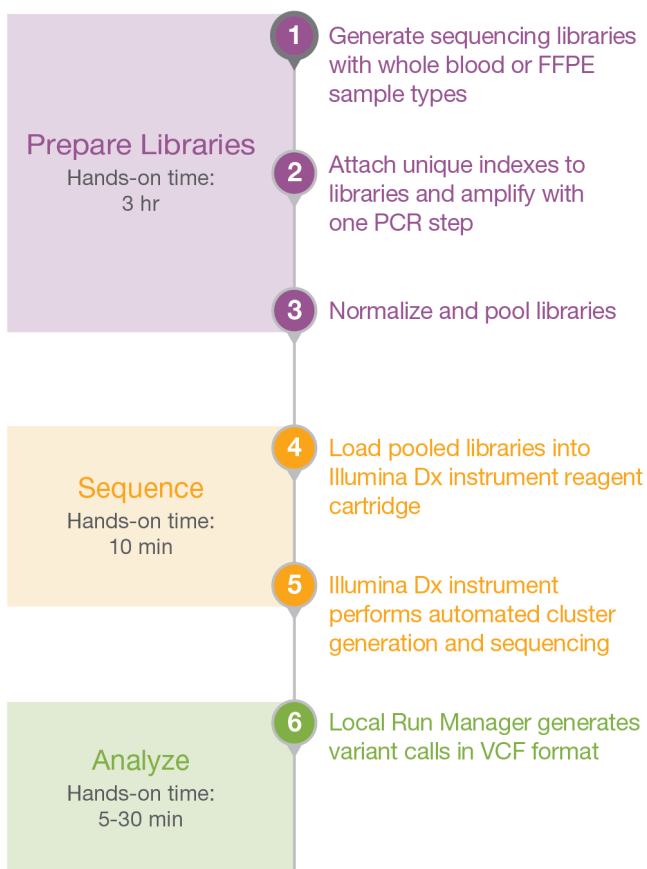 Prepare Libraries
Hands-on time:
3 hr
1
Generate sequencing libraries
with whole blood or FFPE
sample types
2
Attach unique indexes to
libraries and amplify with
one PCR step
3
Normalize and pool libraries
Sequence
Hands-on time:
10 min
4
Load pooled libraries into
Illumina Dx instrument reagent
cartridge
5
Illumina Dx instrument
performs automated cluster
generation and sequencing
Analyze
Hands-on time:
5-30 min
6
Local Run Manager generates
variant calls in VCF format